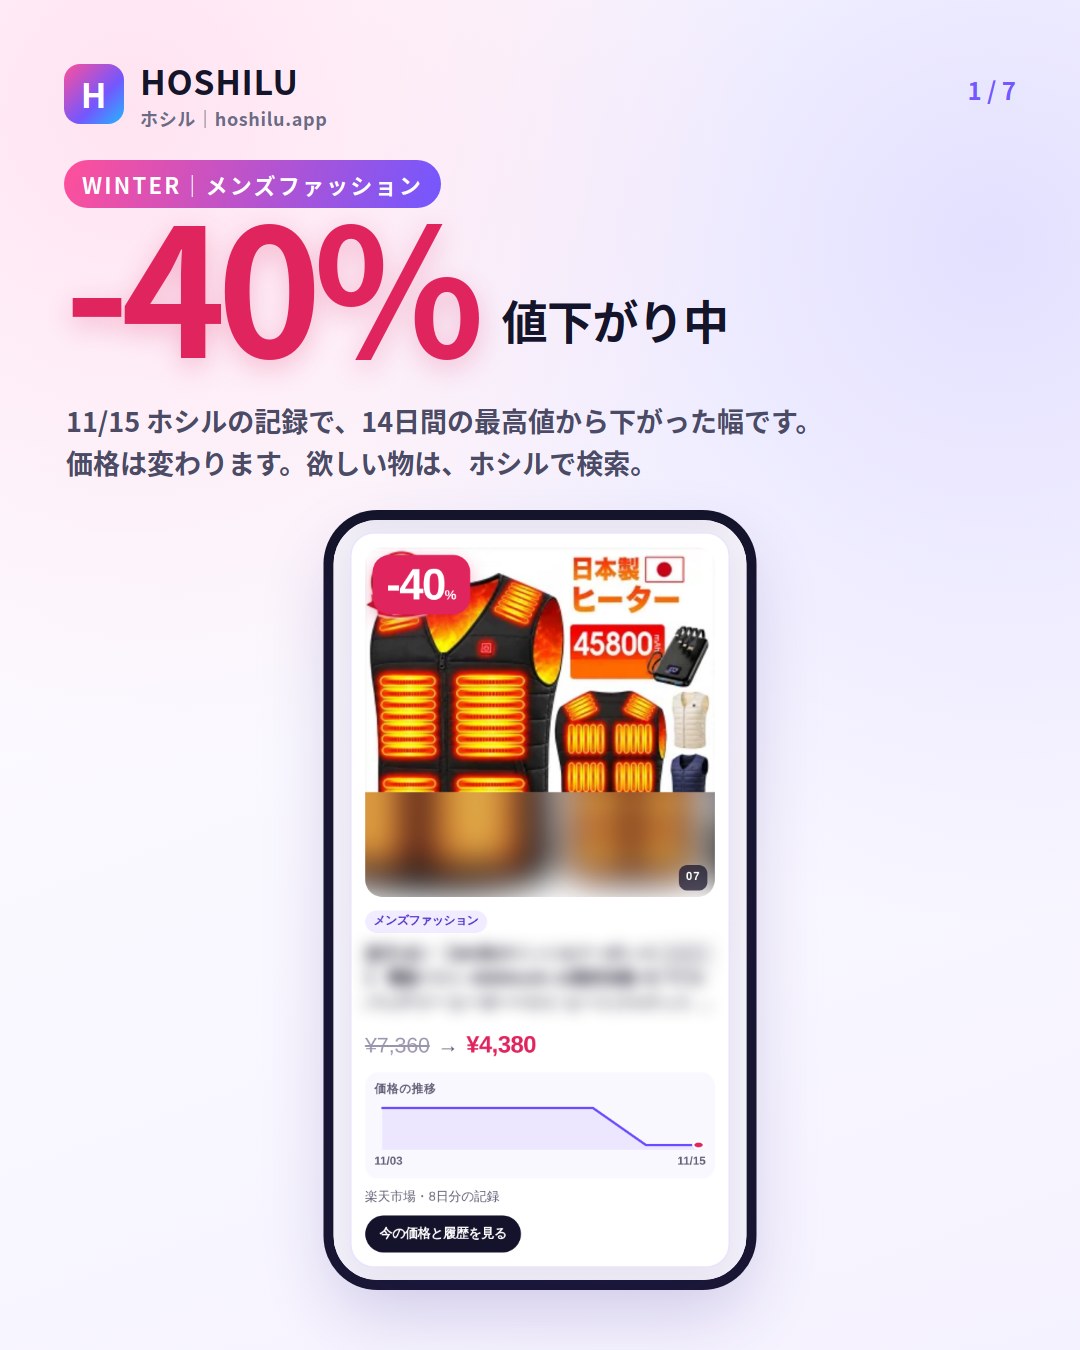 H
HOSHILU
ホシル｜hoshilu.app
1 / 7
WINTER｜メンズファッション
-40%
値下がり中
11/15 ホシルの記録で、14日間の最高値から下がった幅です。
価格は変わります。欲しい物は、ホシルで検索。
-40%
日本製
ヒーター
45800
07
メンズファッション
¥7,360 → ¥4,380
価格の推移
11/03
11/15
楽天市場・8日分の記録
今の価格と履歴を見る